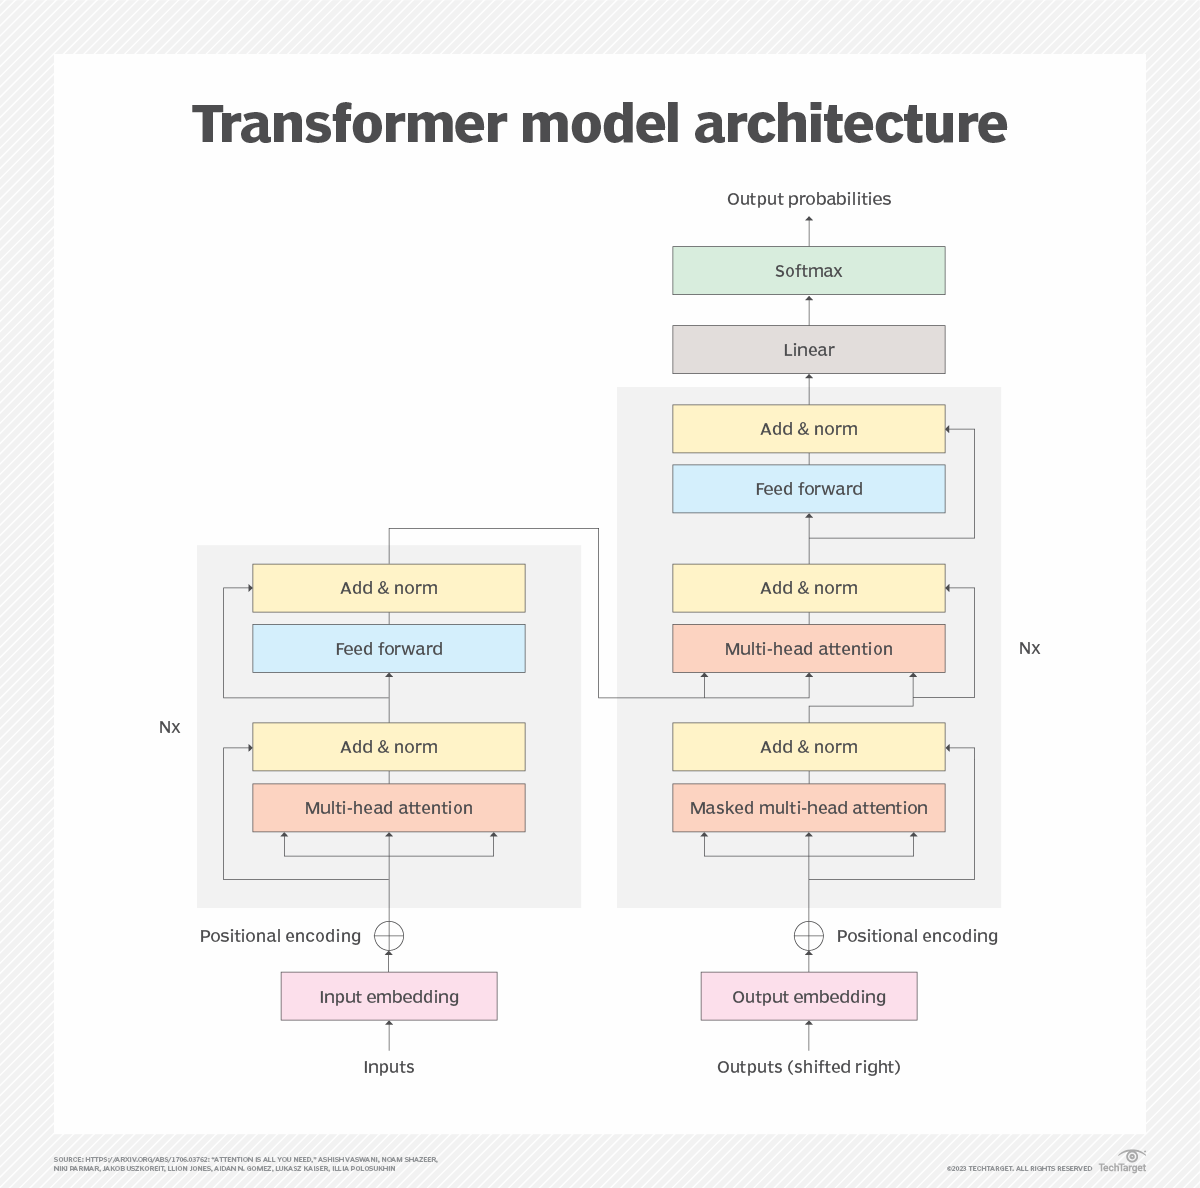 Transformer model architecture
Output probabilities
Softmax
Linear
Add & norm
Feed forward
Add & norm
Multi-head attention
Nx
Add & norm
Masked multi-head attention
Positional encoding
Output embedding
Outputs (shifted right)
Add & norm
Feed forward
Nx
Add & norm
Multi-head attention
Positional encoding
Input embedding
Inputs
SOURCE: HTTPS://ARXIV.ORG/ABS/1706.03762: "ATTENTION IS ALL YOU NEED," ASHISH VASWANI, NOAM SHAZEER,
NIKI PARMAR, JAKOB USZKOREIT, LLION JONES, AIDAN N. GOMEZ, LUKASZ KAISER, ILLIA POLOSUKHIN
©2023 TECHTARGET. ALL RIGHTS RESERVED
TechTarget